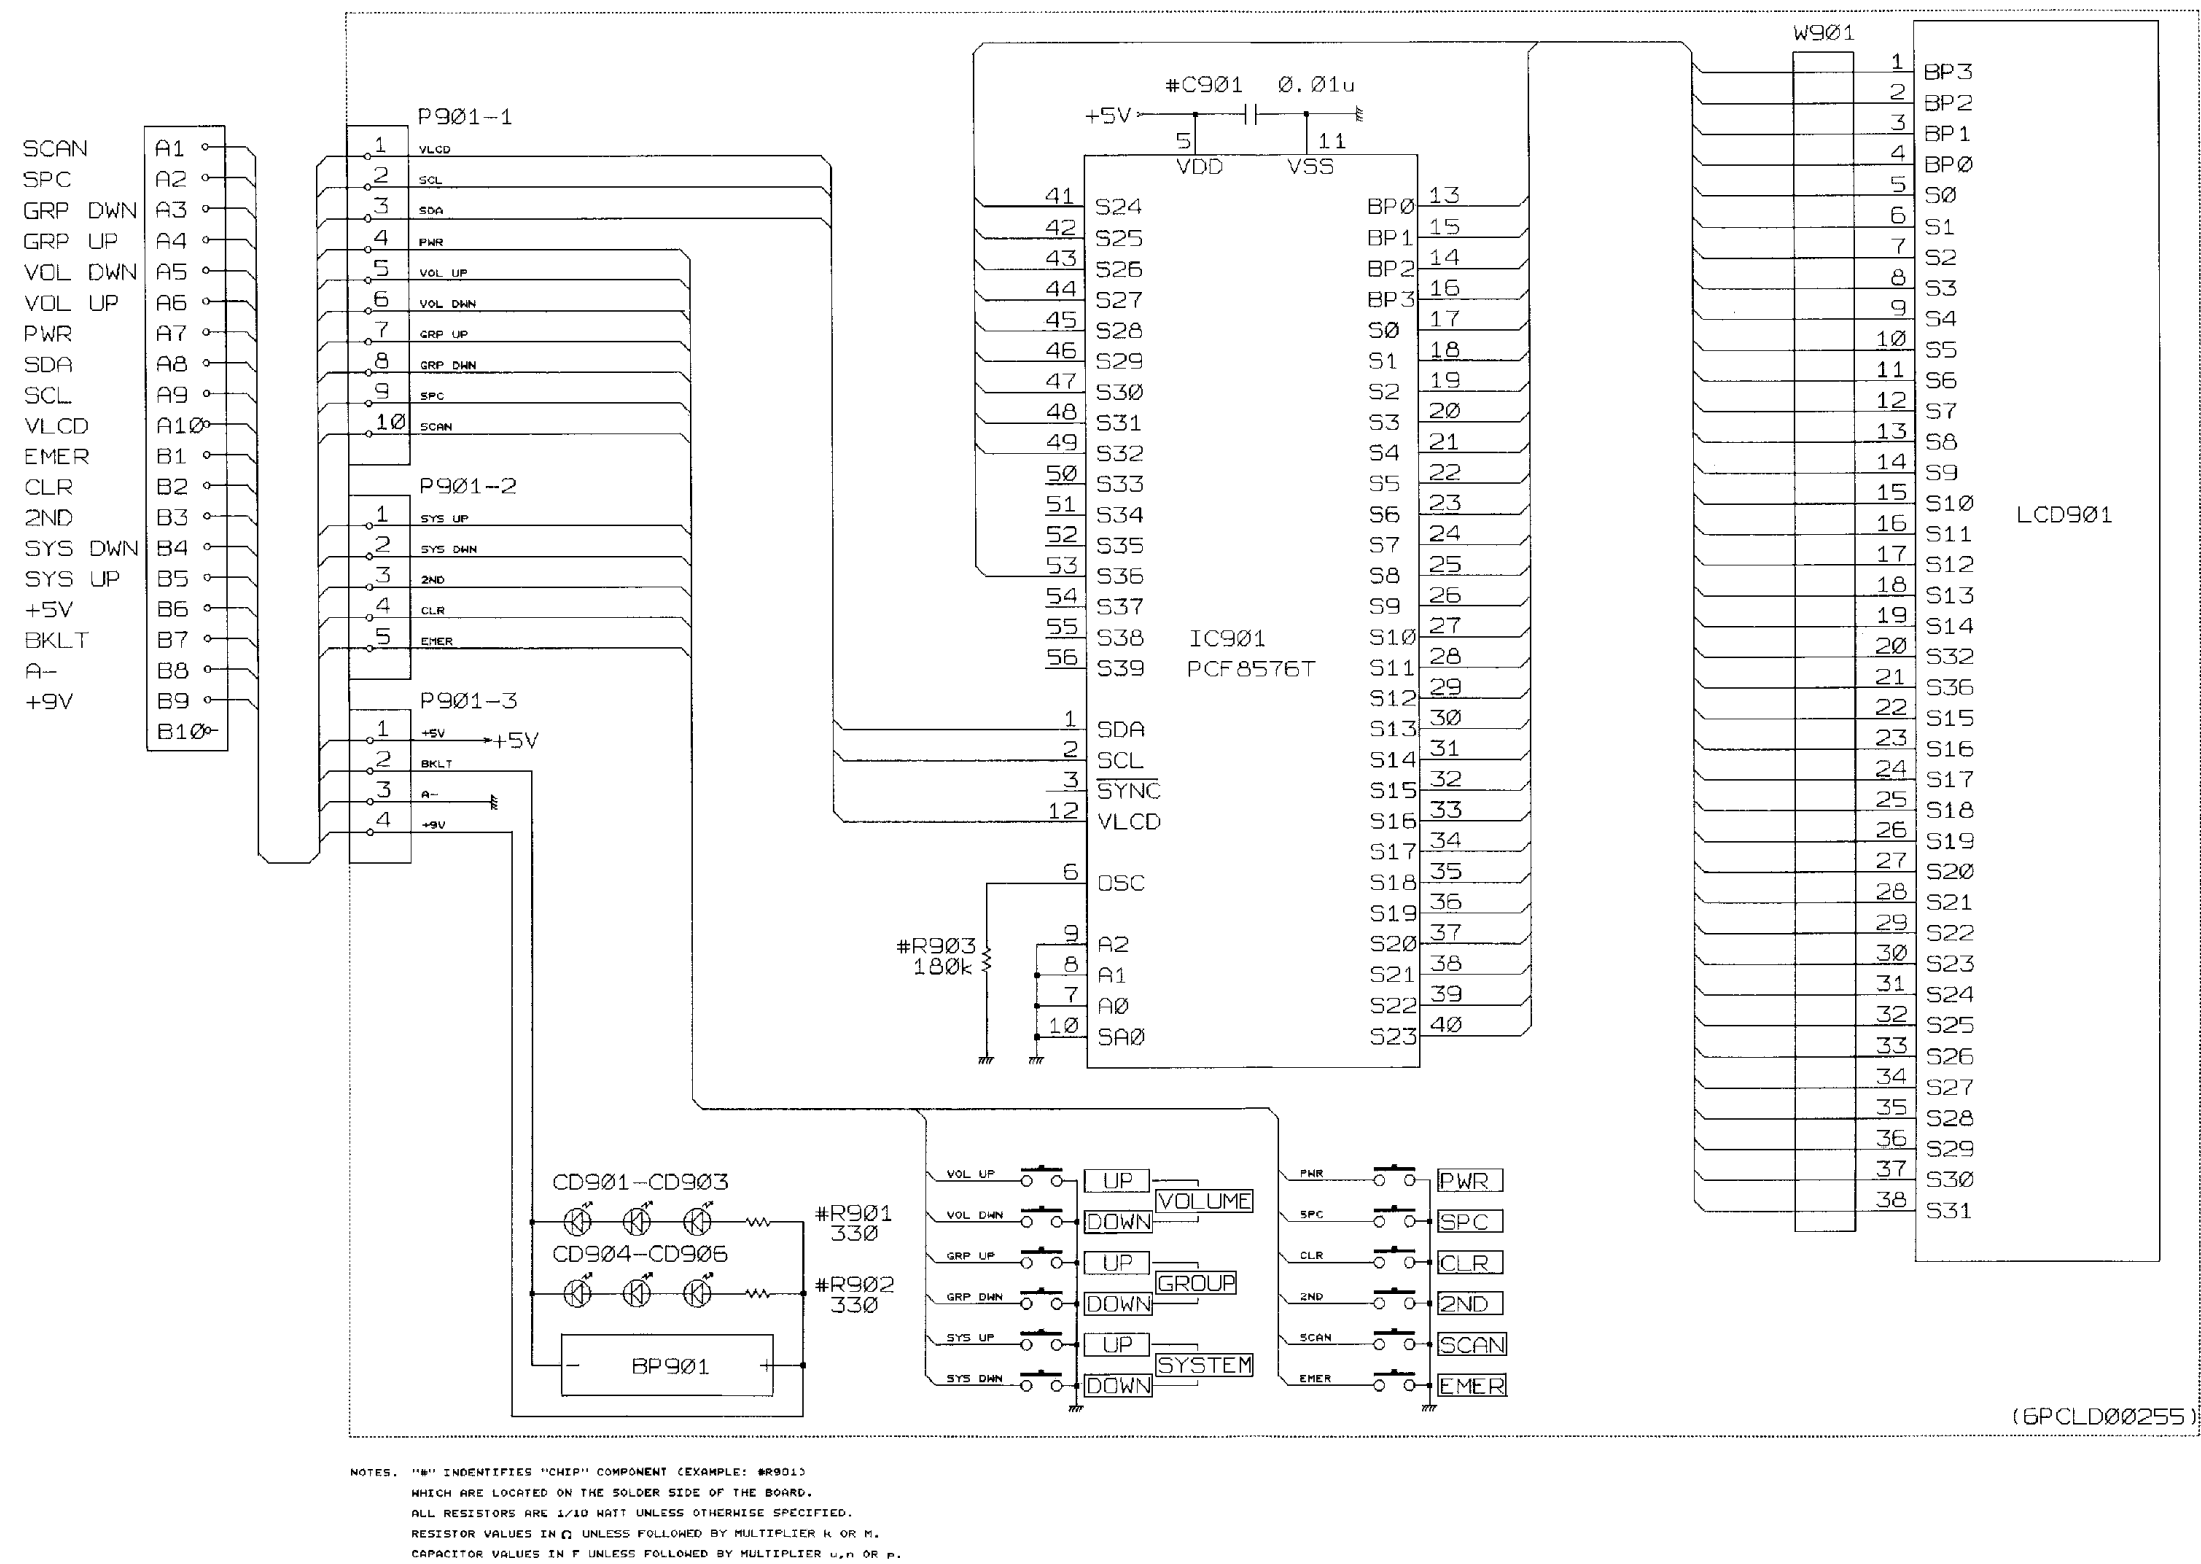 SCAN A1
SPC A2
GRP DWN A3
GRP UP A4
VOL DWN A5
VOL UP A6
PWR A7
SDA A8
SCL A9
VLCD A10
EMER B1
CLR B2
2ND B3
SYS DWN B4
SYS UP B5
+5V B6
BKLT B7
A- B8
+9V B9
B10
P901-1
1 VLCD
2 SCL
3 SDA
4 PWR
5 VOL UP
6 VOL DWN
7 GRP UP
8 GRP DWN
9 SPC
10 SCAN
P901-2
1 SYS UP
2 SYS DWN
3 2ND
4 CLR
5 EMER
P901-3
1 +5V +5V
2 BKLT
3 A-
4 +9V
#C901 0.01u
+5V
5 11
VDD VSS
41 S24
42 S25
43 S26
44 S27
45 S28
46 S29
47 S30
48 S31
49 S32
50 S33
51 S34
52 S35
53 S36
54 S37
55 S38
56 S39
1 SDA
2 SCL
3 SYNC
12 VLCD
6 OSC
9 A2
8 A1
7 A0
10 SA0
#R903
180k
IC901
PCF8576T
BP0 13
BP1 15
BP2 14
BP3 16
S0 17
S1 18
S2 19
S3 20
S4 21
S5 22
S6 23
S7 24
S8 25
S9 26
S10 27
S11 28
S12 29
S13 30
S14 31
S15 32
S16 33
S17 34
S18 35
S19 36
S20 37
S21 38
S22 39
S23 40
W901
1 BP3
2 BP2
3 BP1
4 BP0
5 S0
6 S1
7 S2
8 S3
9 S4
10 S5
11 S6
12 S7
13 S8
14 S9
15 S10
16 S11
17 S12
18 S13
19 S14
20 S32
21 S36
22 S15
23 S16
24 S17
25 S18
26 S19
27 S20
28 S21
29 S22
30 S23
31 S24
32 S25
33 S26
34 S27
35 S28
36 S29
37 S30
38 S31
LCD901
CD901-CD903
#R901
330
CD904-CD906
#R902
330
- BP901 +
VOL UP UP
VOLUME
VOL DWN DOWN
GRP UP UP
GROUP
GRP DWN DOWN
SYS UP UP
SYSTEM
SYS DWN DOWN
PWR PWR
SPC SPC
CLR CLR
2ND 2ND
SCAN SCAN
EMER EMER
(6PCLD00255)
NOTES. "#" INDENTIFIES "CHIP" COMPONENT (EXAMPLE: #R901)
WHICH ARE LOCATED ON THE SOLDER SIDE OF THE BOARD.
ALL RESISTORS ARE 1/10 WATT UNLESS OTHERWISE SPECIFIED.
RESISTOR VALUES IN Ω UNLESS FOLLOWED BY MULTIPLIER k OR M.
CAPACITOR VALUES IN F UNLESS FOLLOWED BY MULTIPLIER u,n OR p.